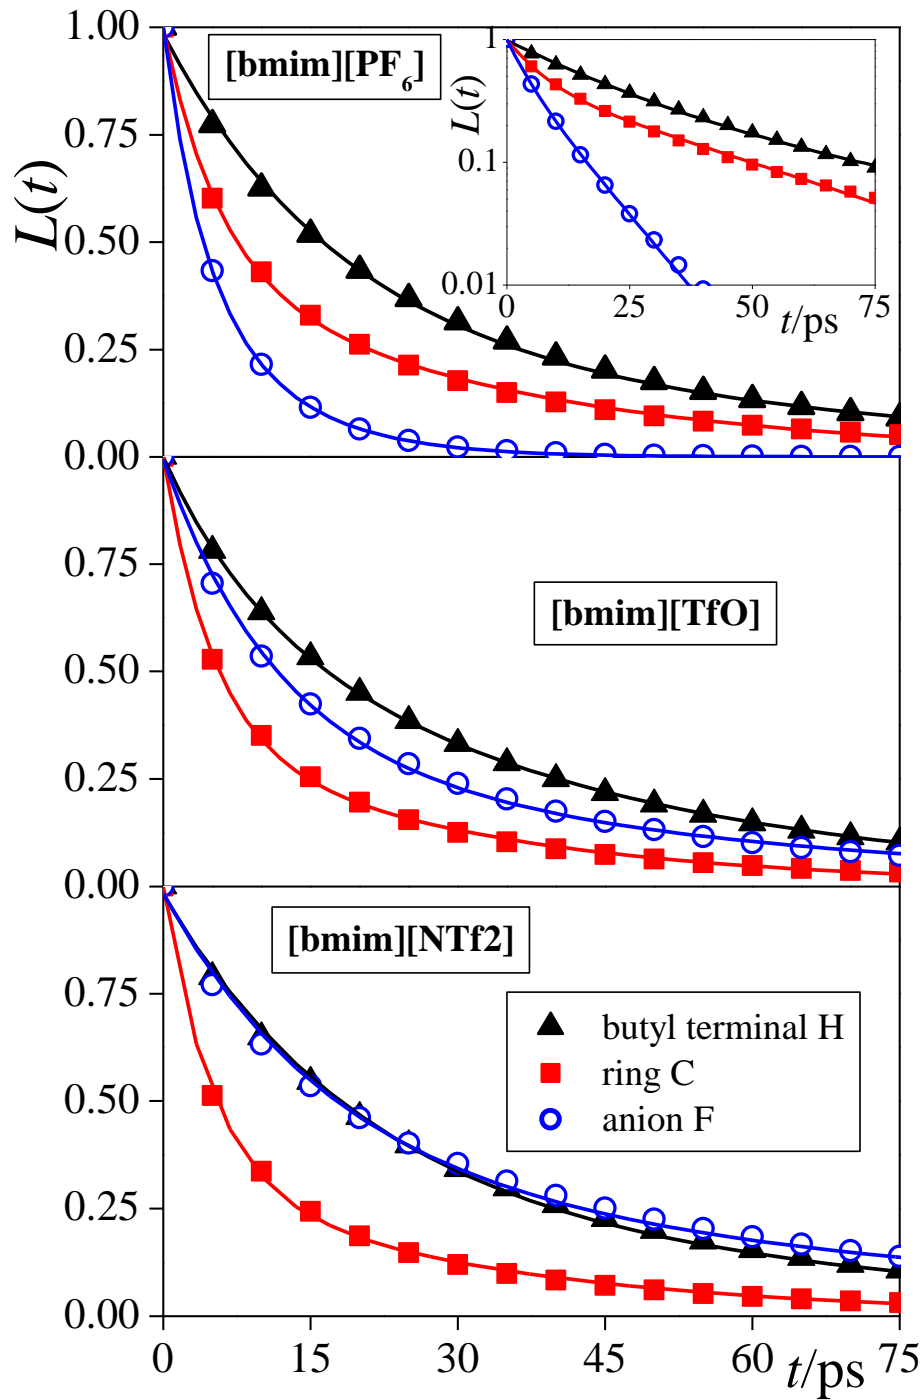 1.00
[bmim][PF6]
1
L(t)
0.75
0.1
L(t)
0.50
0.01
0 25 50 75
t/ps
0.25
0.00
0.75
[bmim][TfO]
0.50
0.25
0.00
[bmim][NTf2]
0.75
butyl terminal H
ring C
0.50
anion F
0.25
0.00
0 15 30 45 60 75
t/ps